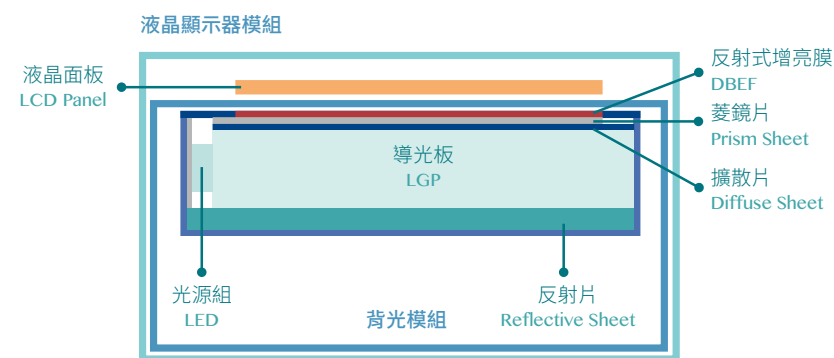 液晶顯示器模組
液晶面板
LCD Panel
反射式增亮膜
DBEF
菱鏡片
Prism Sheet
擴散片
Diffuse Sheet
導光板
LGP
光源組
LED
背光模組
反射片
Reflective Sheet